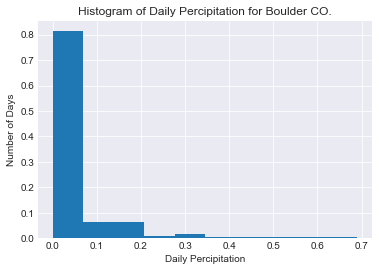 Histogram of Daily Percipitation for Boulder CO.
Number of Days
0.8
0.7
0.6
0.5
0.4
0.3
0.2
0.1
0.0
0.0 0.1 0.2 0.3 0.4 0.5 0.6 0.7
Daily Percipitation